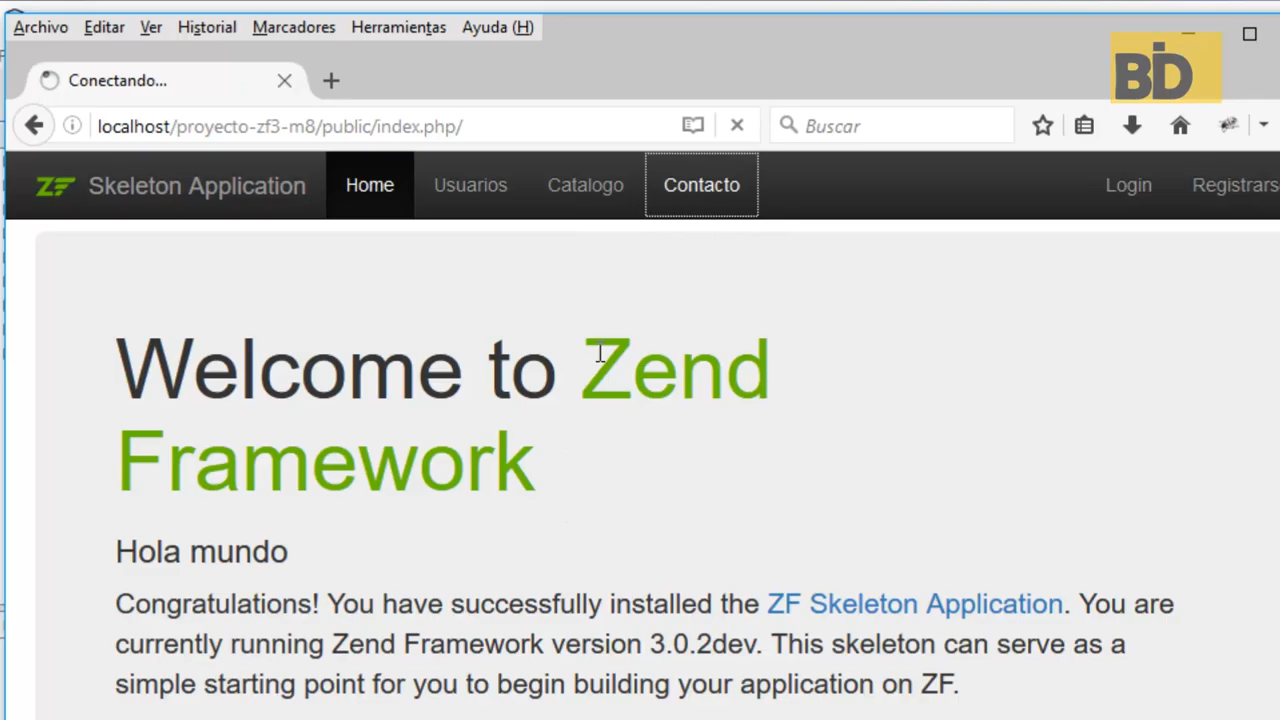 Archivo Editar Ver Historial Marcadores Herramientas Ayuda (H)
BID
Conectando...
localhost/proyecto-zf3-m8/public/index.php/
Buscar
ZF Skeleton Application Home Usuarios Catalogo Contacto Login Registrars
Welcome to Zend
Framework
Hola mundo
Congratulations! You have successfully installed the ZF Skeleton Application. You are
currently running Zend Framework version 3.0.2dev. This skeleton can serve as a
simple starting point for you to begin building your application on ZF.